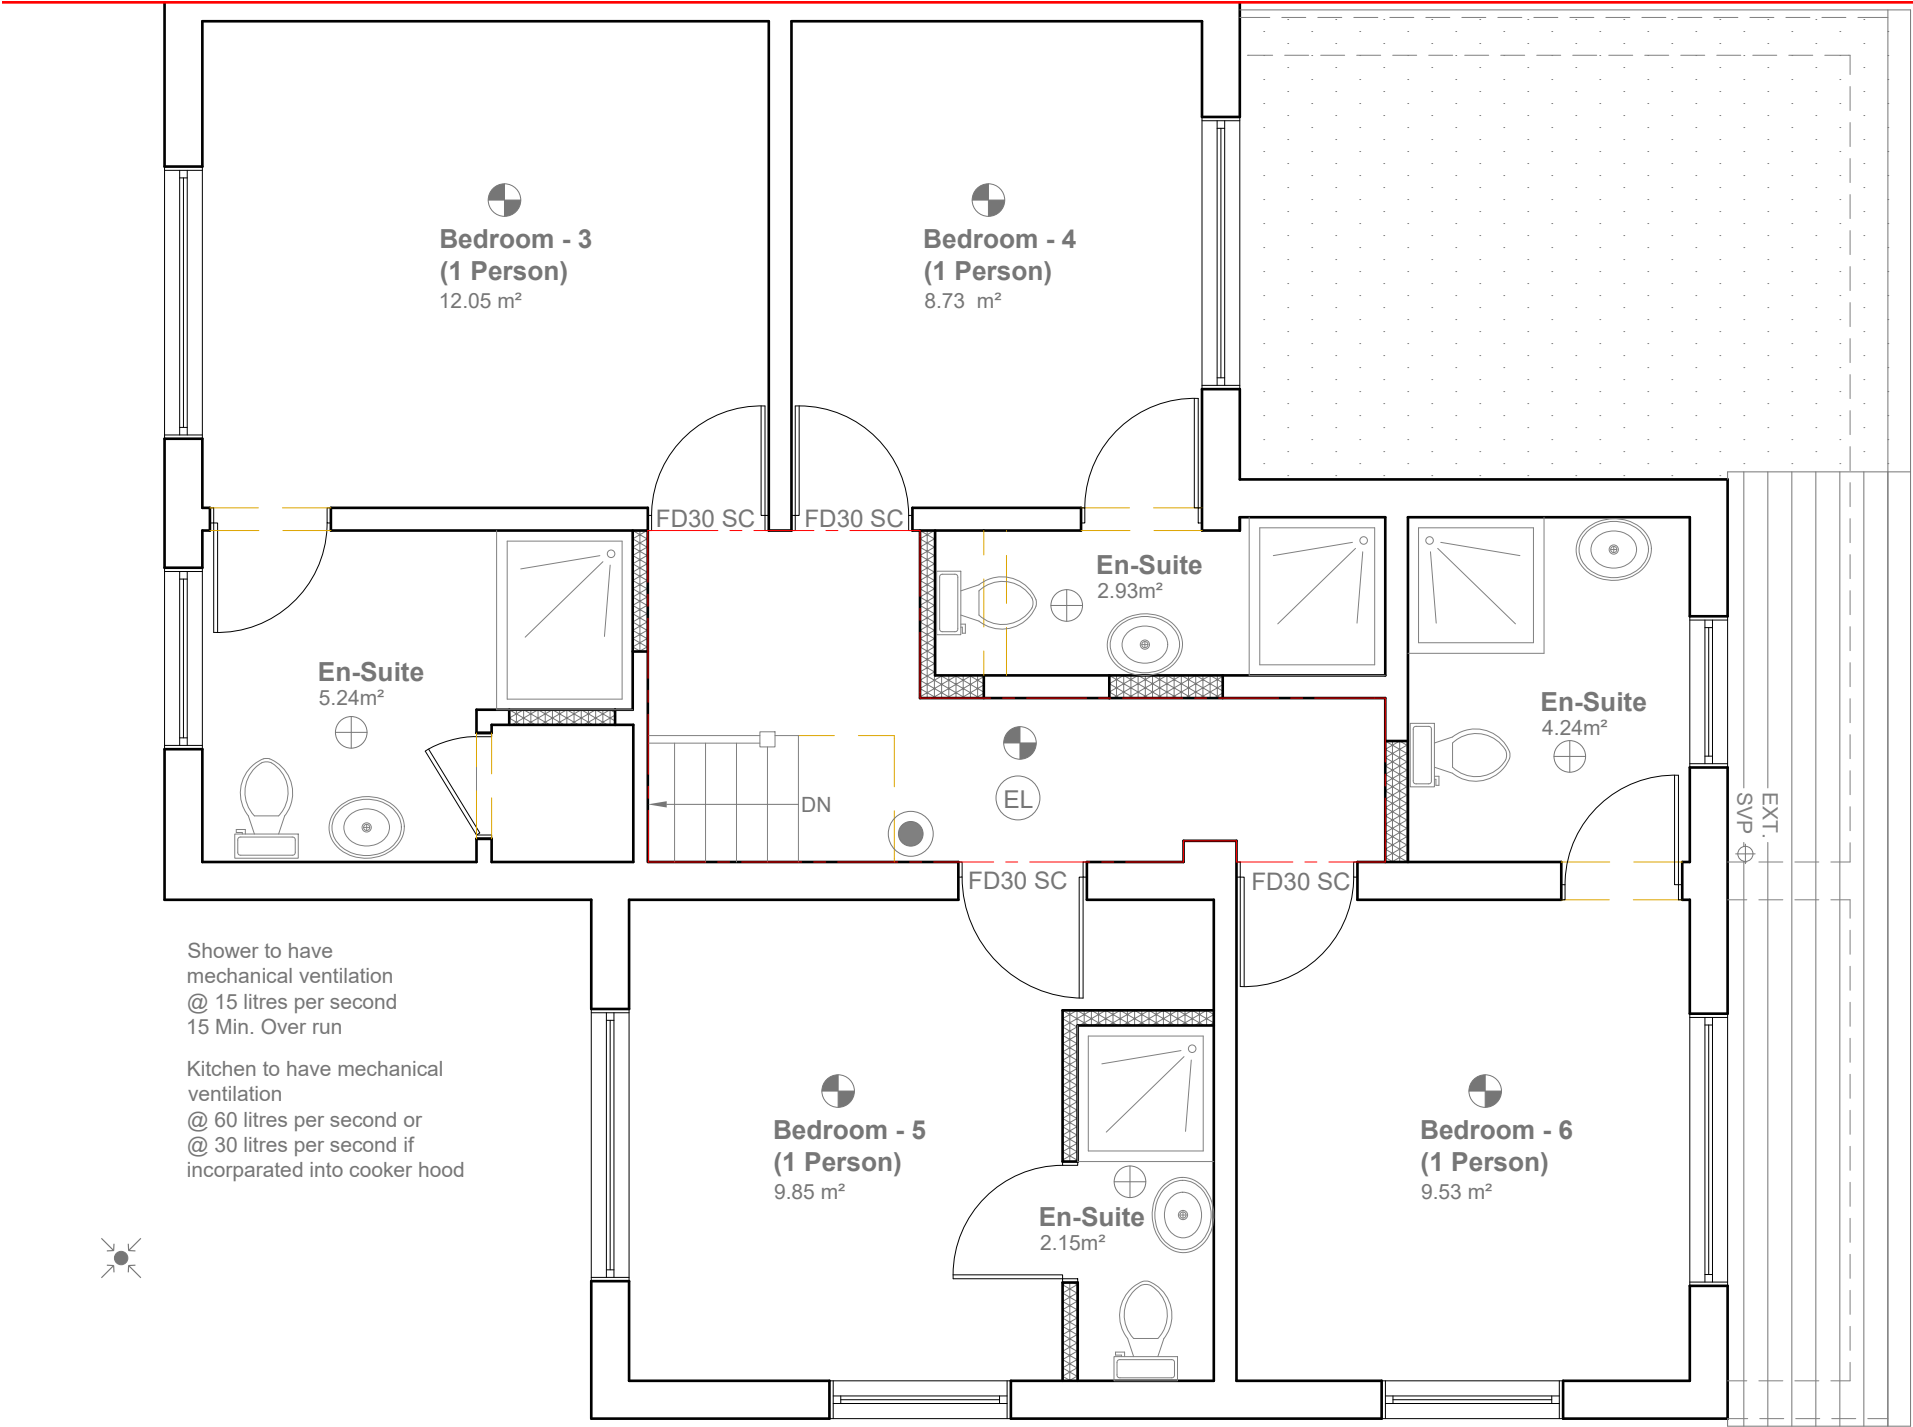 Bedroom - 3
(1 Person)
12.05 m²
Bedroom - 4
(1 Person)
8.73 m²
FD30 SC
FD30 SC
En-Suite
2.93m²
En-Suite
5.24m²
En-Suite
4.24m²
EL
DN
EXT.
SVP
FD30 SC
FD30 SC
Shower to have
mechanical ventilation
@ 15 litres per second
15 Min. Over run
Kitchen to have mechanical
ventilation
@ 60 litres per second or
@ 30 litres per second if
incorparated into cooker hood
Bedroom - 5
(1 Person)
9.85 m²
En-Suite
2.15m²
Bedroom - 6
(1 Person)
9.53 m²